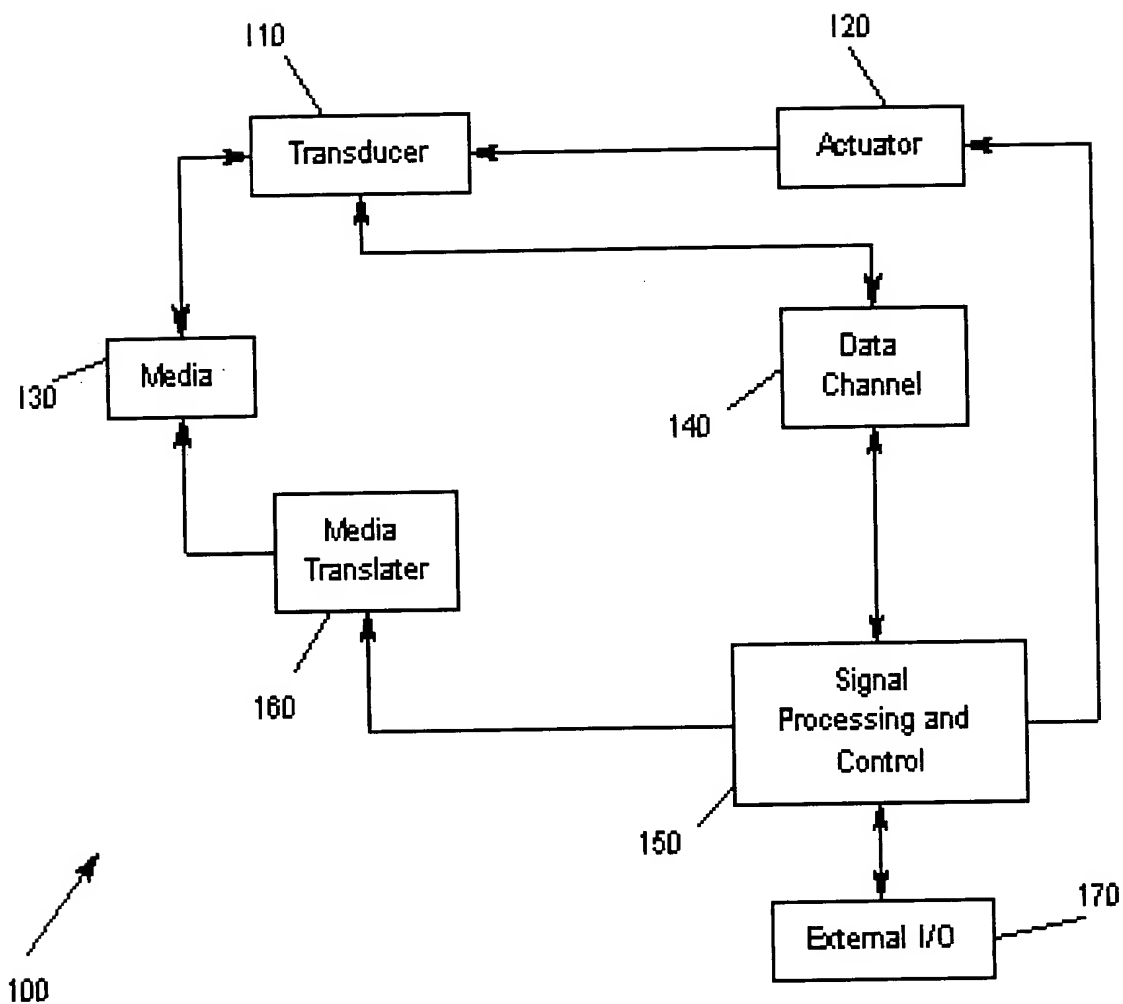 110
120
Transducer
Actuator
Data
Channel
Media
130
140
Media
Translater
160
Signal
Processing and
Control
150
170
External I/O
100